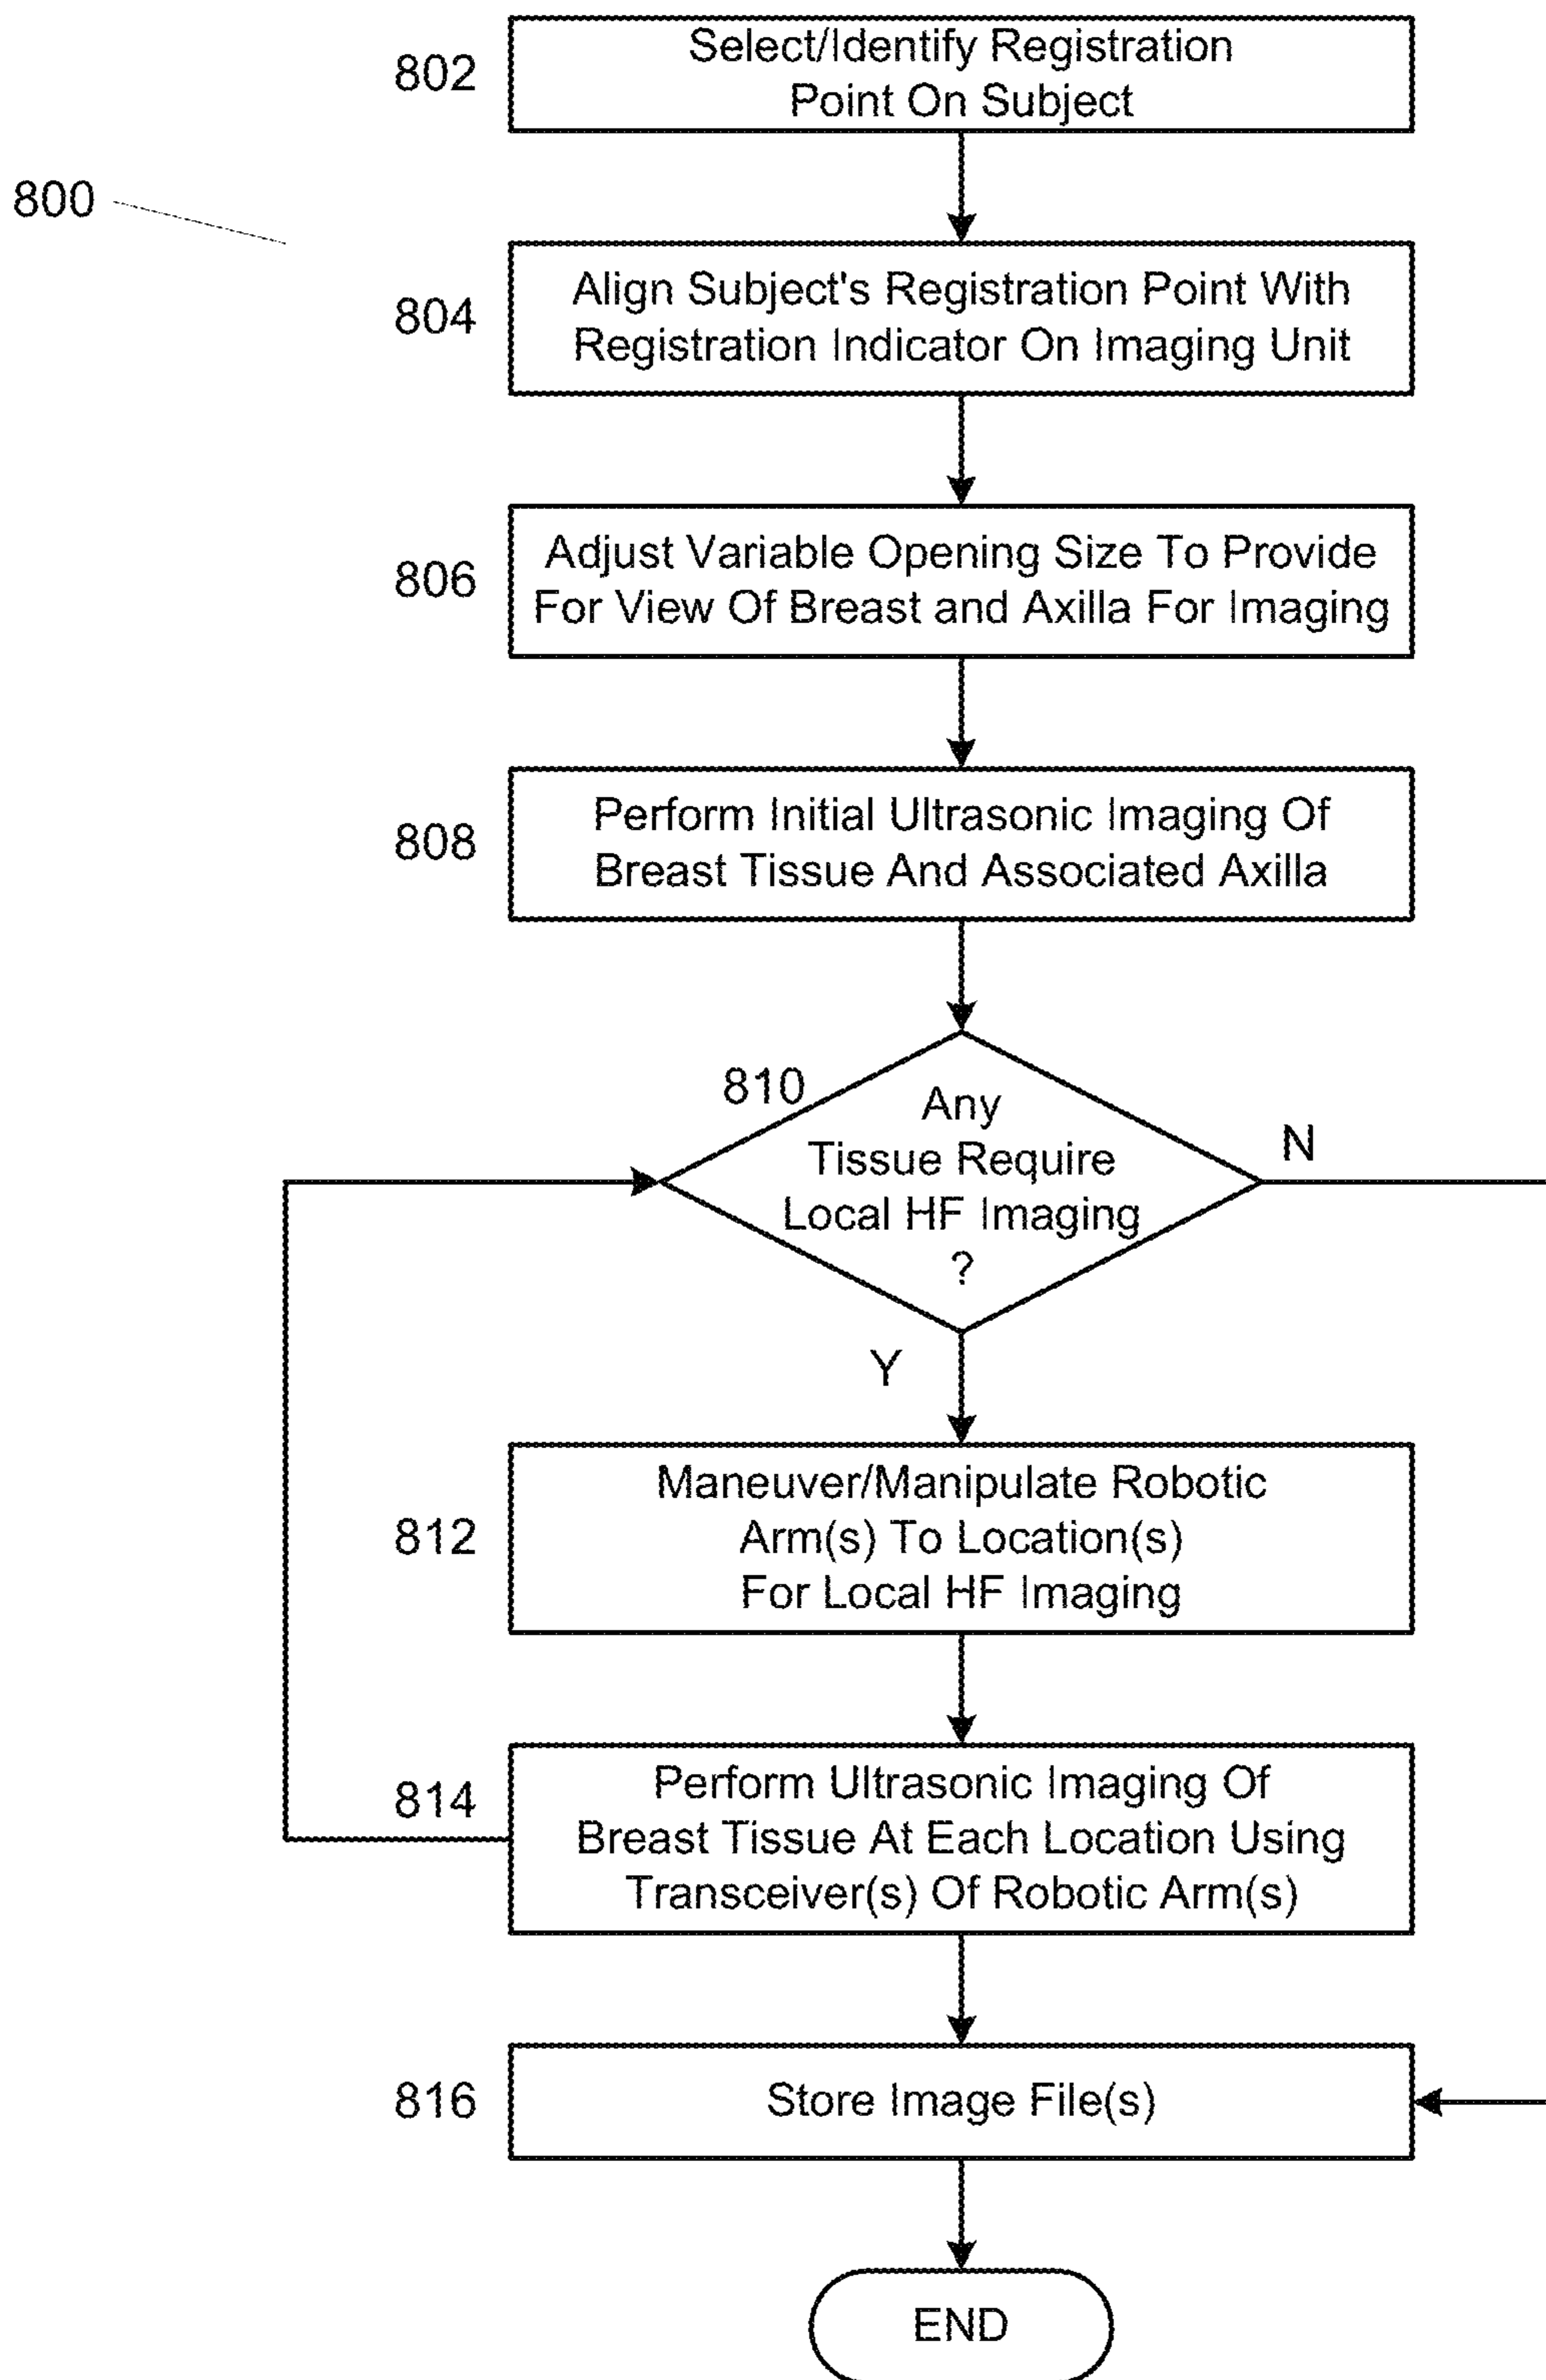 802
Select/Identify Registration
Point On Subject
800
804
Align Subject's Registration Point With
Registration Indicator On Imaging Unit
806
Adjust Variable Opening Size To Provide
For View Of Breast and Axilla For Imaging
808
Perform Initial Ultrasonic Imaging Of
Breast Tissue And Associated Axilla
810
Any
Tissue Require
Local HF Imaging
?
N
Y
812
Maneuver/Manipulate Robotic
Arm(s) To Location(s)
For Local HF Imaging
814
Perform Ultrasonic Imaging Of
Breast Tissue At Each Location Using
Transceiver(s) Of Robotic Arm(s)
816
Store Image File(s)
END